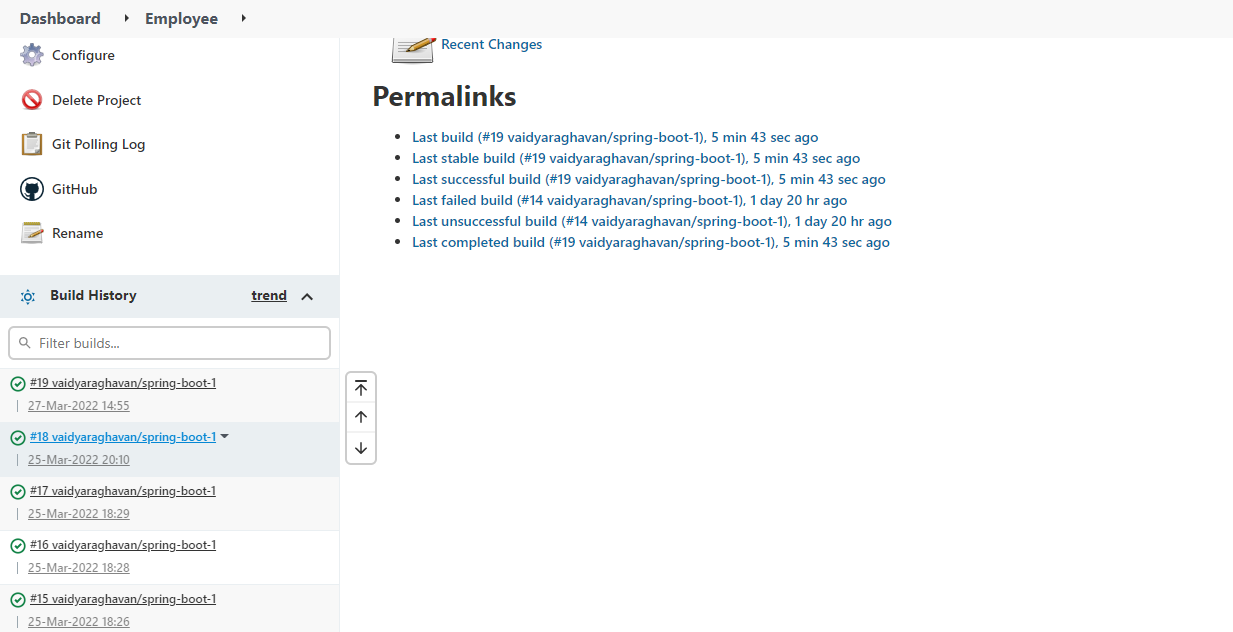 Dashboard
Employee
Configure
Delete Project
Git Polling Log
GitHub
Rename
Build History
trend
Filter builds...
#19 vaidyaraghavan/spring-boot-1
27-Mar-2022 14:55
#18 vaidyaraghavan/spring-boot-1
25-Mar-2022 20:10
#17 vaidyaraghavan/spring-boot-1
25-Mar-2022 18:29
#16 vaidyaraghavan/spring-boot-1
25-Mar-2022 18:28
#15 vaidyaraghavan/spring-boot-1
25-Mar-2022 18:26
Recent Changes
Permalinks
Last build (#19 vaidyaraghavan/spring-boot-1), 5 min 43 sec ago
Last stable build (#19 vaidyaraghavan/spring-boot-1), 5 min 43 sec ago
Last successful build (#19 vaidyaraghavan/spring-boot-1), 5 min 43 sec ago
Last failed build (#14 vaidyaraghavan/spring-boot-1), 1 day 20 hr ago
Last unsuccessful build (#14 vaidyaraghavan/spring-boot-1), 1 day 20 hr ago
Last completed build (#19 vaidyaraghavan/spring-boot-1), 5 min 43 sec ago